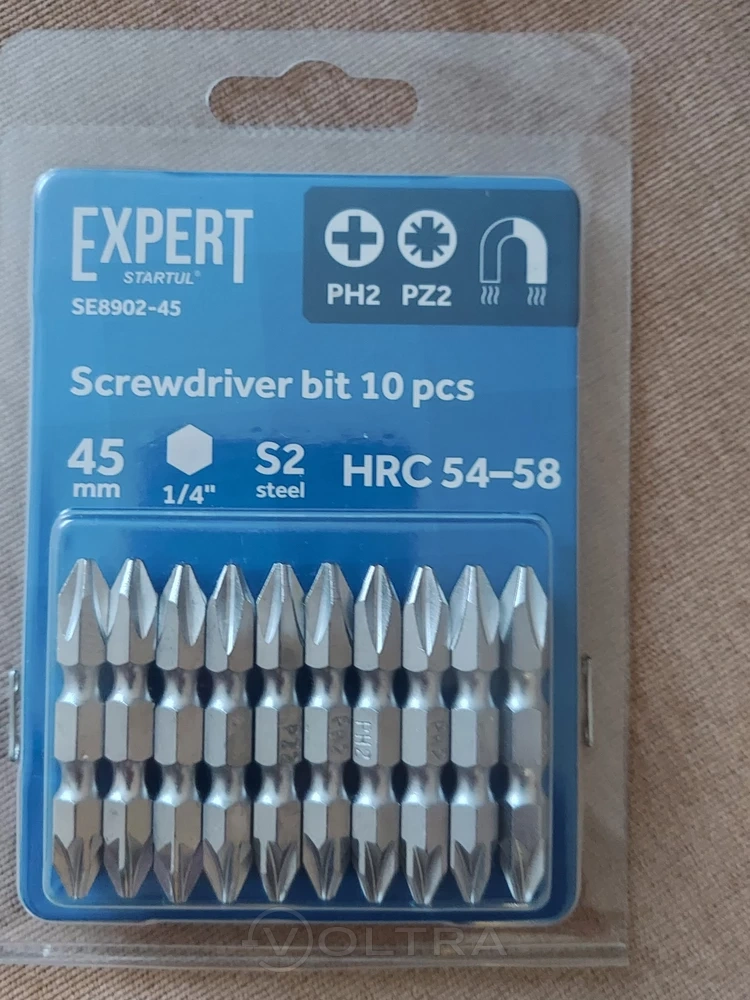 EXPERT
STARTUL®
SE8902-45
PH2 PZ2
Screwdriver bit 10 pcs
45 mm
1/4"
S2 steel
HRC 54–58
PH2
VOLTRA